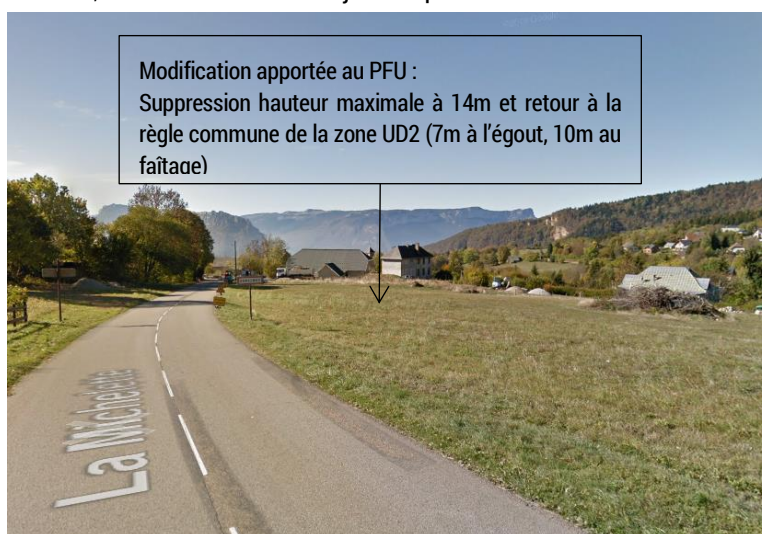 Modification apportée au PFU :
Suppression hauteur maximale à 14m et retour à la
règle commune de la zone UD2 (7m à l'égout, 10m au
faîtage)
La Michelette